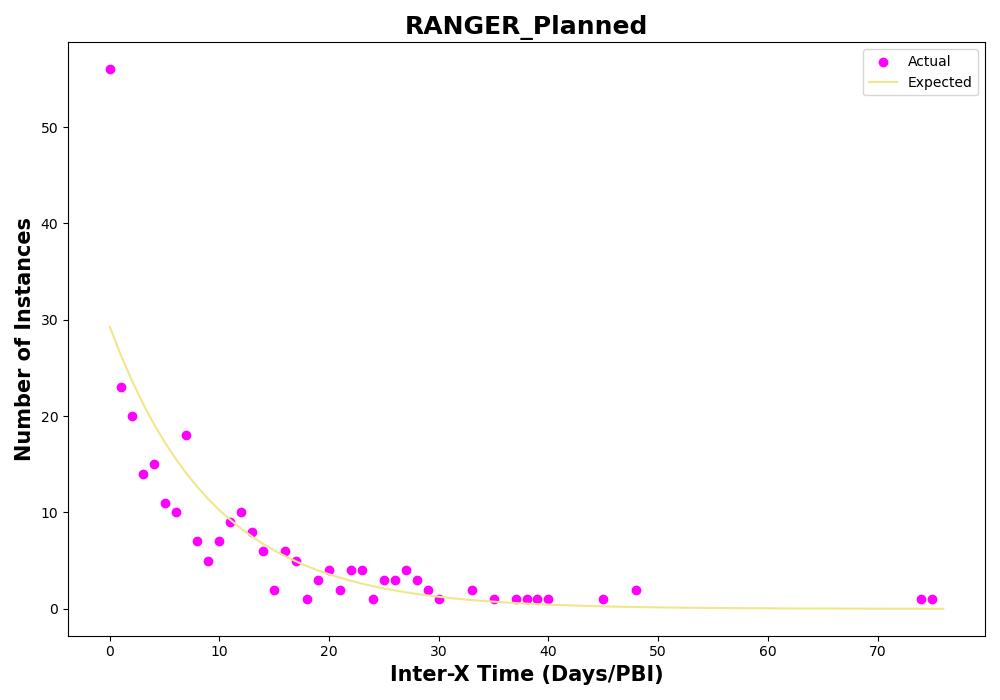 RANGER_Planned
Actual
Expected
Number of Instances
50
40
30
20
10
0
0 10 20 30 40 50 60 70
Inter-X Time (Days/PBI)